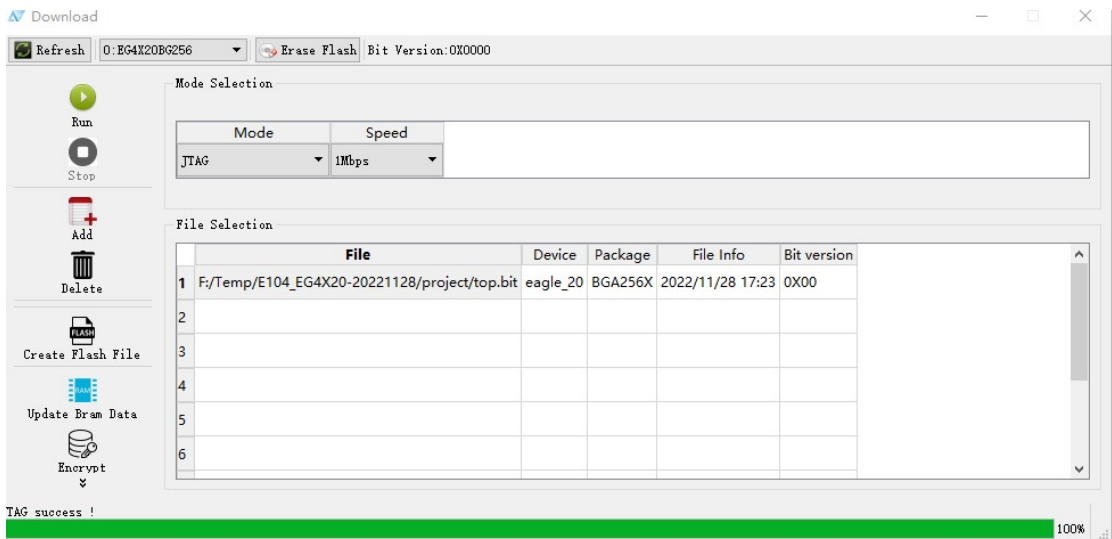 Download
Refresh 0:EG4X20BG256 Erase Flash Bit Version:0X0000
Run
Stop
Add
Delete
FLASH
Create Flash File
RAM
Update Bram Data
Encrypt
Mode Selection
Mode Speed
JTAG 1Mbps
File Selection
File Device Package File Info Bit version
1 F:/Temp/E104_EG4X20-20221128/project/top.bit eagle_20 BGA256X 2022/11/28 17:23 0X00
2
3
4
5
6
TAG success !
100%